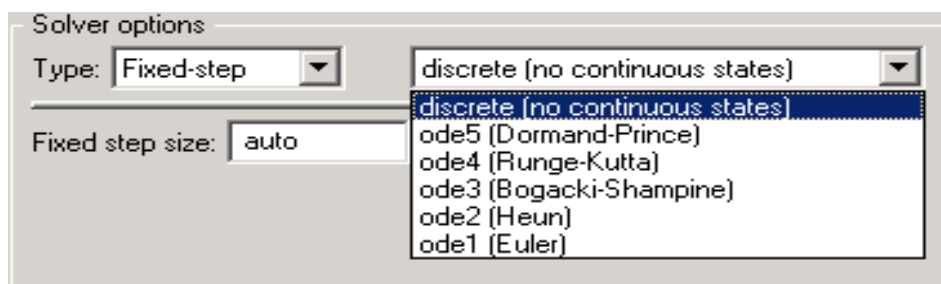 Solver options
Type: Fixed-step discrete (no continuous states)
discrete (no continuous states)
Fixed step size: auto
ode5 (Dormand-Prince)
ode4 (Runge-Kutta)
ode3 (Bogacki-Shampine)
ode2 (Heun)
ode1 (Euler)